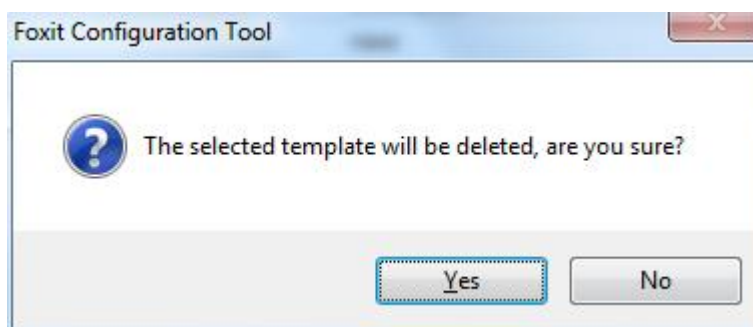 Foxit Configuration Tool
The selected template will be deleted, are you sure?
Yes
No